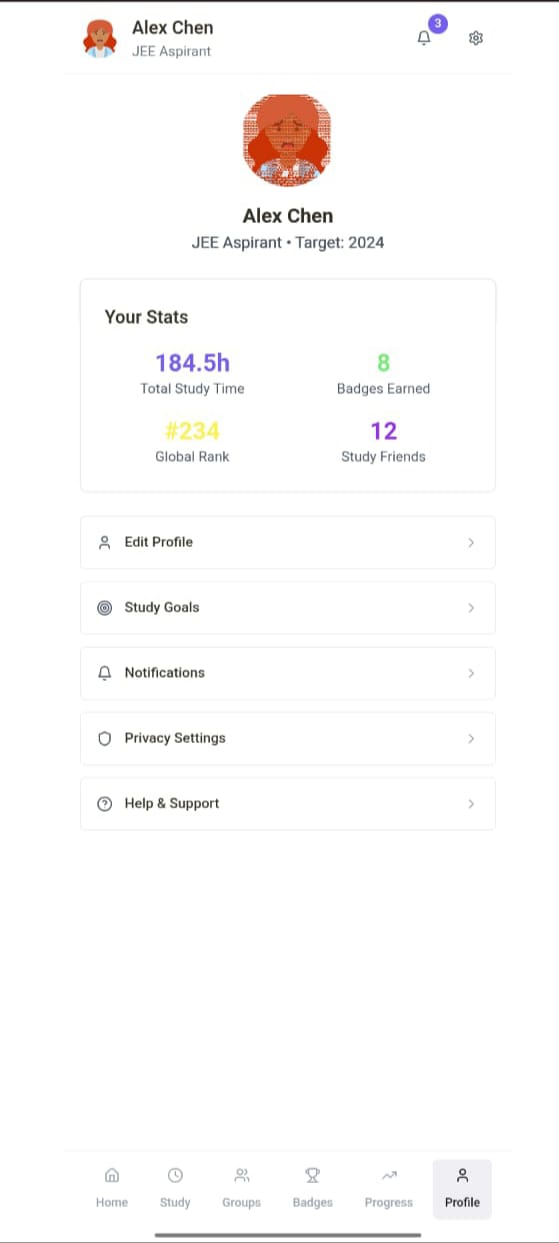 Alex Chen
3
JEE Aspirant
Alex Chen
JEE Aspirant • Target: 2024
Your Stats
184.5h
8
Total Study Time
Badges Earned
#234
12
Global Rank
Study Friends
Edit Profile
Study Goals
Notifications
Privacy Settings
Help & Support
Home
Study
Groups
Badges
Progress
Profile